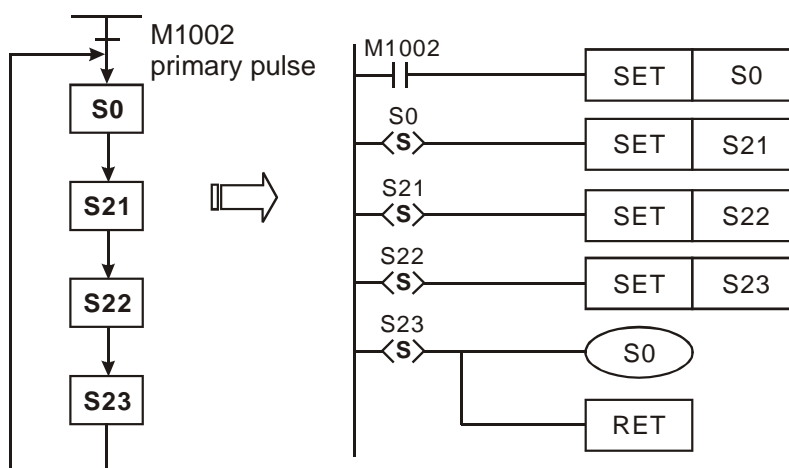 M1002
primary pulse
S0
S21
S22
S23
M1002
SET S0
S0
S
SET S21
S21
S
SET S22
S22
S
SET S23
S23
S
S0
RET